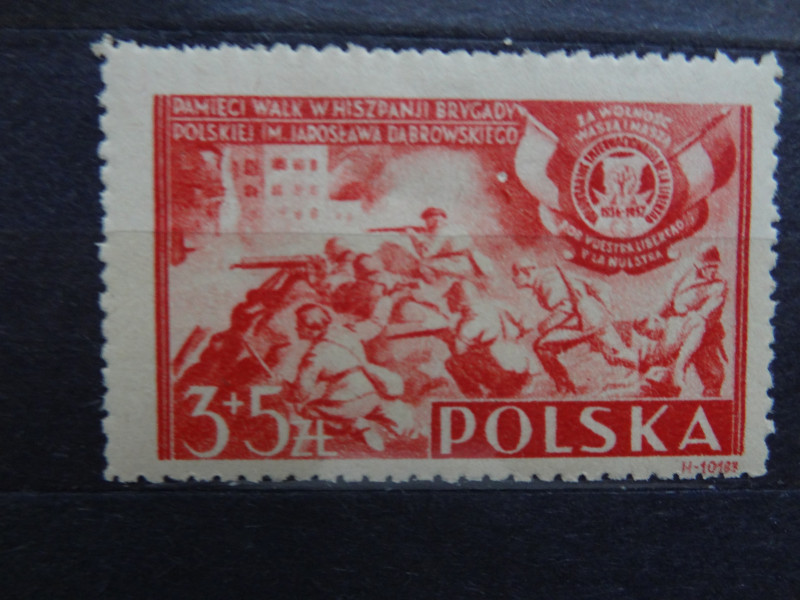 PAMIĘCI WALK W HISZPANJI BRYGADY
POLSKIEJ IM. JAROSŁAWA DĄBROWSKIEGO
ZA WOLNOŚĆ
WASZĄ I NASZĄ
1936-1937
POR VUESTRA LIBERTAD
Y LA NUESTRA
3+5 ZŁ
POLSKA